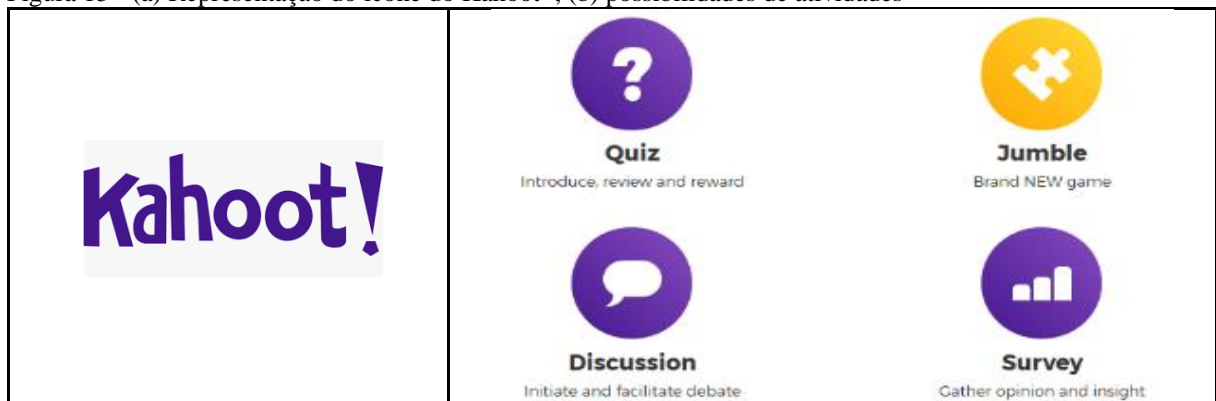 Figura - (a) Representação do ícone do Kahoot , (b) possibilidades de atividades
Kahoot!
Quiz
Introduce, review and reward
Jumble
Brand NEW game
Discussion
Initiate and facilitate debate
Survey
Gather opinion and insight